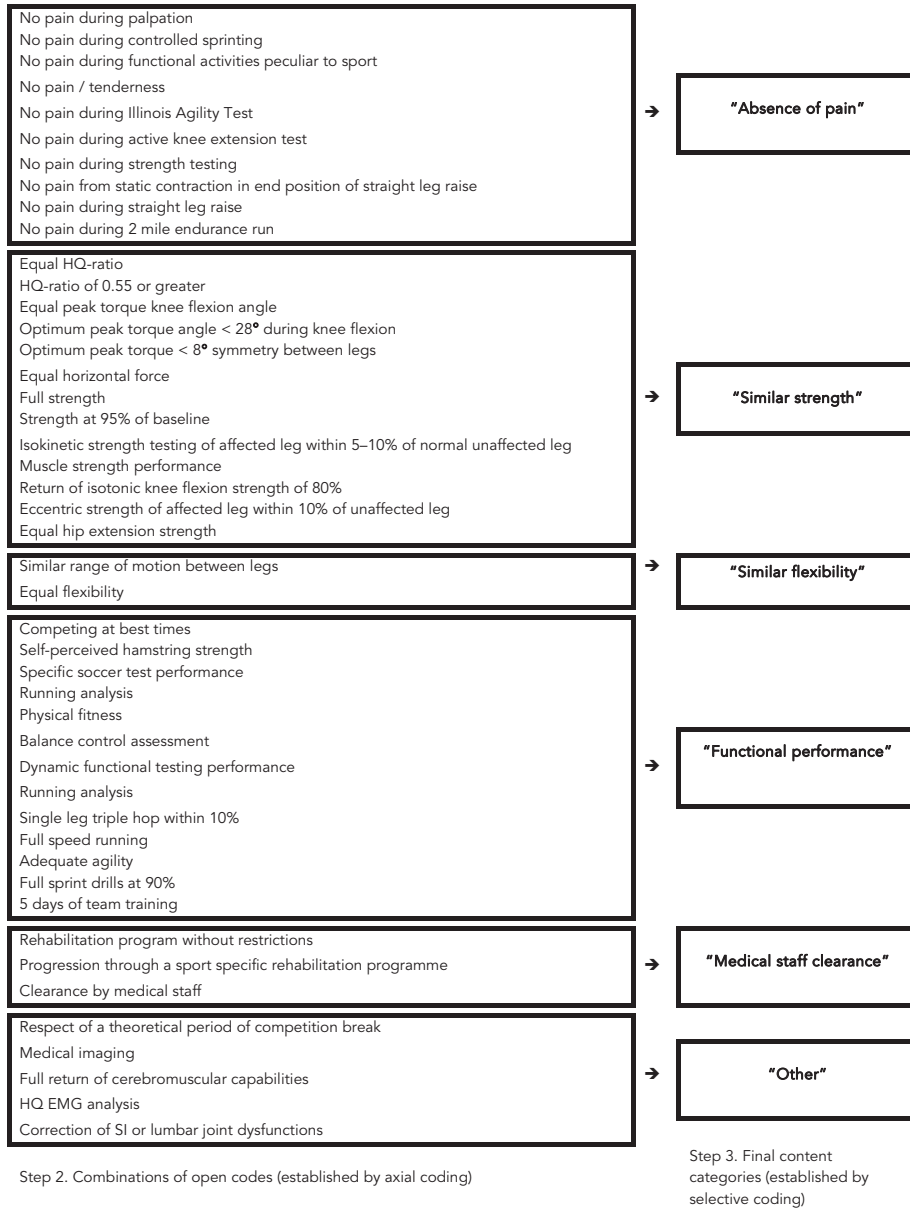 No pain during palpation
No pain during controlled sprinting
No pain during functional activities peculiar to sport
No pain / tenderness
No pain during Illinois Agility Test
No pain during active knee extension test
No pain during strength testing
No pain from static contraction in end position of straight leg raise
No pain during straight leg raise
No pain during 2 mile endurance run
➔
"Absence of pain"
Equal HQ-ratio
HQ-ratio of 0.55 or greater
Equal peak torque knee flexion angle
Optimum peak torque angle < 28° during knee flexion
Optimum peak torque < 8° symmetry between legs
Equal horizontal force
Full strength
Strength at 95% of baseline
Isokinetic strength testing of affected leg within 5–10% of normal unaffected leg
Muscle strength performance
Return of isotonic knee flexion strength of 80%
Eccentric strength of affected leg within 10% of unaffected leg
Equal hip extension strength
➔
"Similar strength"
Similar range of motion between legs
Equal flexibility
➔
"Similar flexibility"
Competing at best times
Self-perceived hamstring strength
Specific soccer test performance
Running analysis
Physical fitness
Balance control assessment
Dynamic functional testing performance
Running analysis
Single leg triple hop within 10%
Full speed running
Adequate agility
Full sprint drills at 90%
5 days of team training
➔
"Functional performance"
Rehabilitation program without restrictions
Progression through a sport specific rehabilitation programme
Clearance by medical staff
➔
"Medical staff clearance"
Respect of a theoretical period of competition break
Medical imaging
Full return of cerebromuscular capabilities
HQ EMG analysis
Correction of SI or lumbar joint dysfunctions
➔
"Other"
Step 2. Combinations of open codes (established by axial coding)
Step 3. Final content
categories (established by
selective coding)